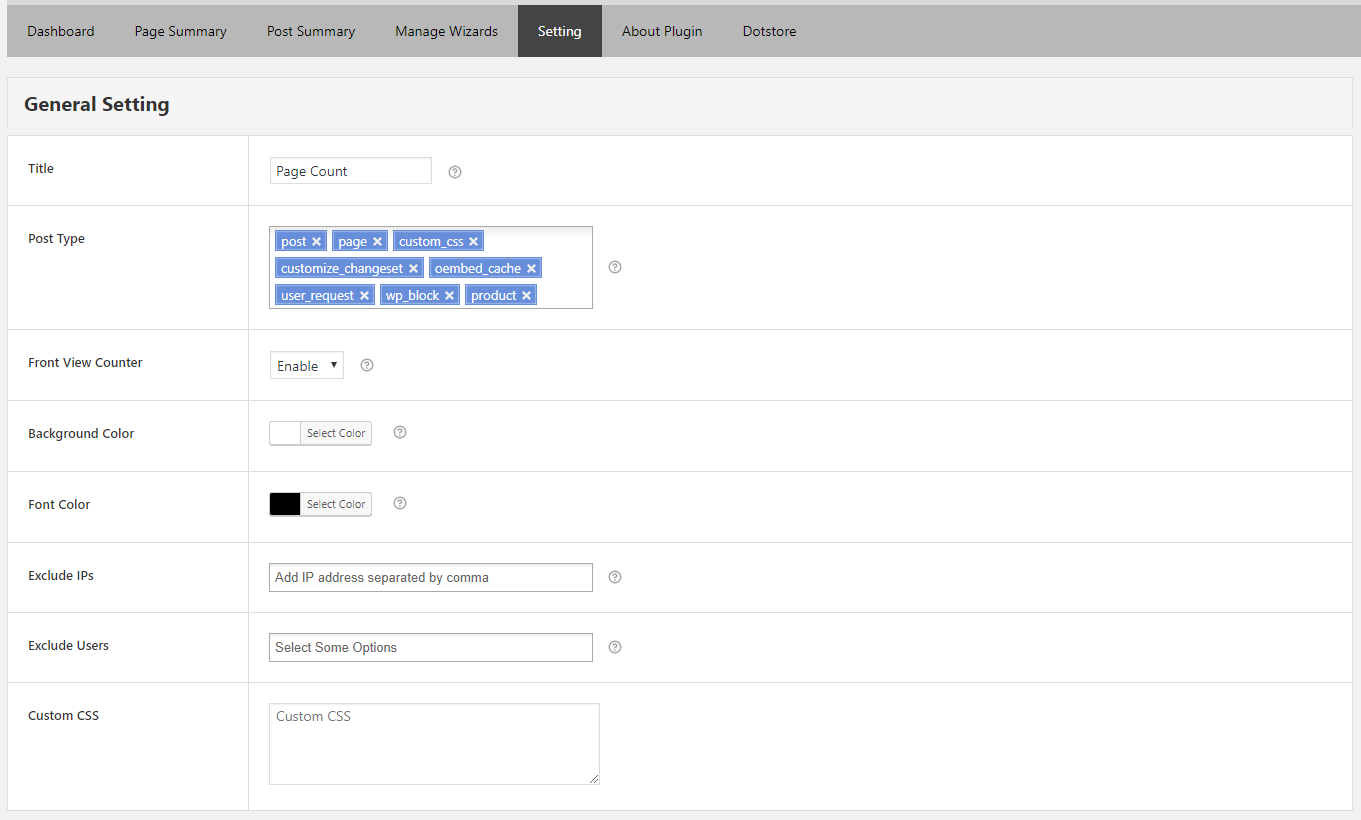 Dashboard Page Summary Post Summary Manage Wizards Setting About Plugin Dotstore
General Setting
Title Page Count
Post Type post page custom_css
customize_changeset oembed_cache
user_request wp_block product
Front View Counter Enable
Background Color Select Color
Font Color Select Color
Exclude IPs Add IP address separated by comma
Exclude Users Select Some Options
Custom CSS Custom CSS